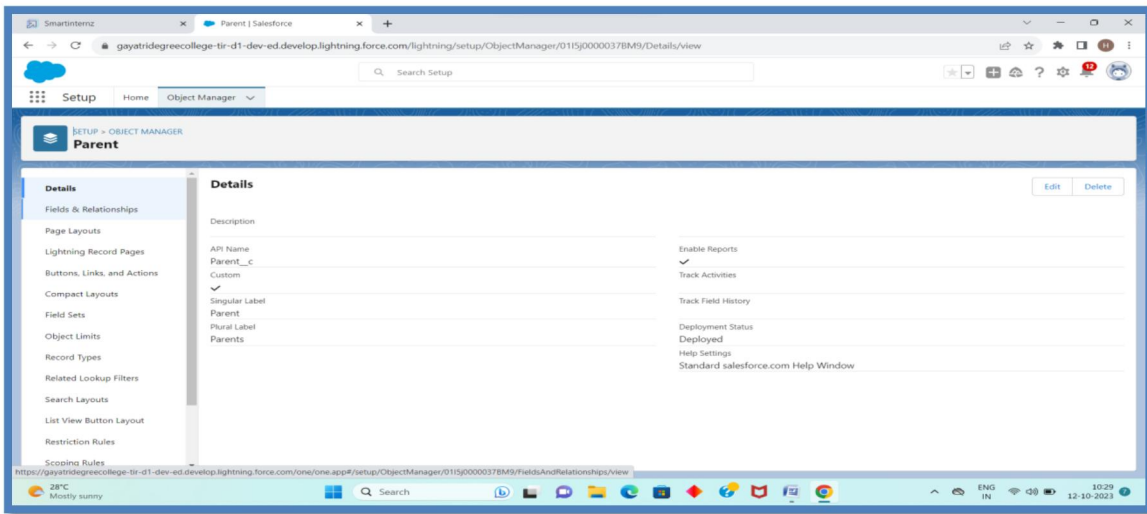 Smartinternz
Parent | Salesforce
gayatridegreecollege-tir-d1-dev-ed.develop.lightning.force.com/lightning/setup/ObjectManager/01I5j0000037BM9/Details/view
H
Search Setup
12
Setup Home Object Manager
SETUP > OBJECT MANAGER
Parent
Details
Fields & Relationships
Page Layouts
Lightning Record Pages
Buttons, Links, and Actions
Compact Layouts
Field Sets
Object Limits
Record Types
Related Lookup Filters
Search Layouts
List View Button Layout
Restriction Rules
Scoping Rules
Details
Edit Delete
Description
API Name
Parent__c
Custom
Singular Label
Parent
Plural Label
Parents
Enable Reports
Track Activities
Track Field History
Deployment Status
Deployed
Help Settings
Standard salesforce.com Help Window
https://gayatridegreecollege-tir-d1-dev-ed.develop.lightning.force.com/one/one.app#/setup/ObjectManager/01I5j0000037BM9/FieldsAndRelationships/view
28°C
Mostly sunny
Search
ENG
IN
10:29
12-10-2023